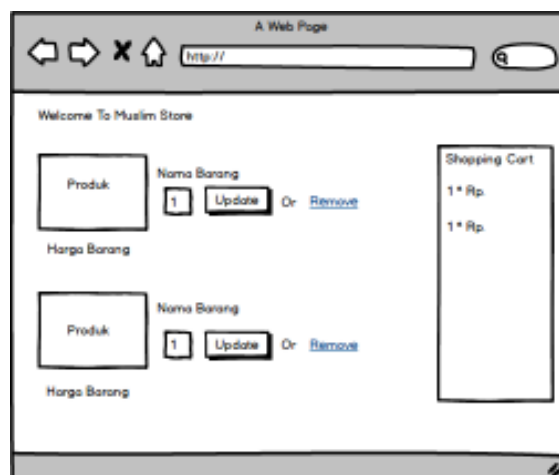 A Web Page
http://
Welcome To Muslim Store
Produk
Nama Barang
1 Update Or Remove
Harga Barang
Produk
Nama Barang
1 Update Or Remove
Harga Barang
Shopping Cart
1 * Rp.
1 * Rp.